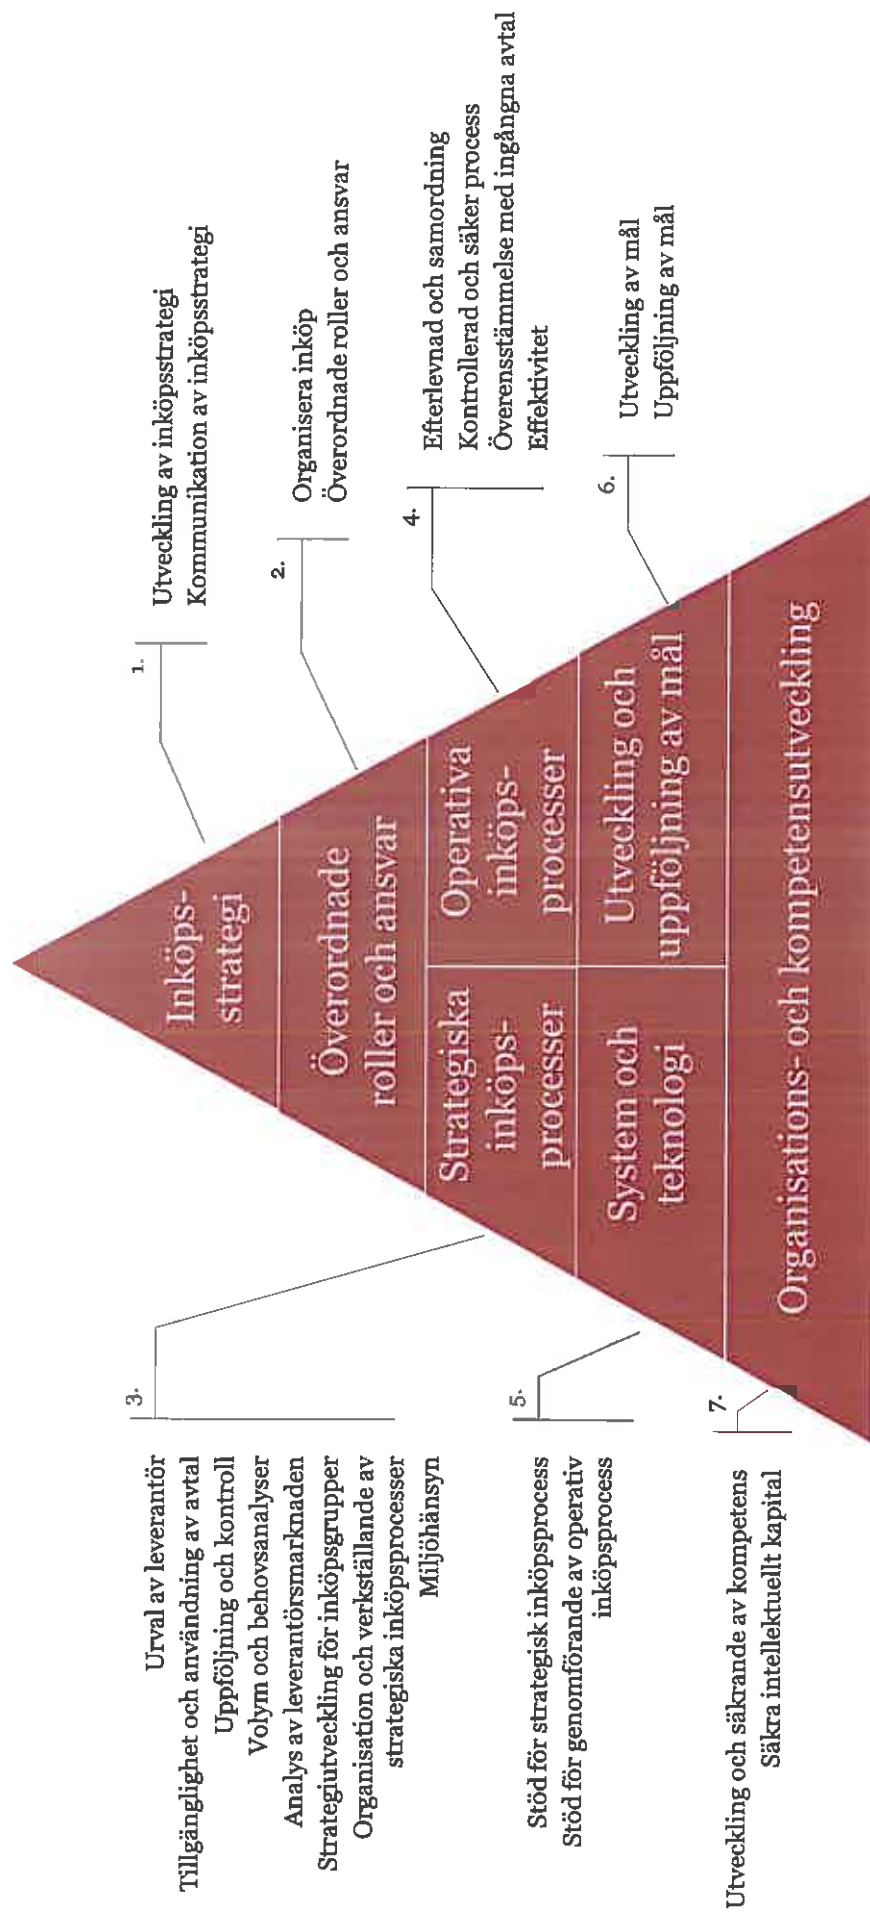 1.
Utveckling av inköpsstrategi
Kommunikation av inköpsstrategi
2.
Organisera inköp
Överordnade roller och ansvar
3.
Urval av leverantör
Tillgänglighet och användning av avtal
Uppföljning och kontroll
Volym och behovsanalyser
Analys av leverantörsmarknaden
Strategiutveckling för inköpsgrupper
Organisation och verkställande av
strategiska inköpsprocesser
Miljöhänsyn
4.
Efterlevnad och samordning
Kontrollerad och säker process
Överensstämmelse med ingångna avtal
Effektivitet
5.
Stöd för strategisk inköpsprocess
Stöd för genomförande av operativ
inköpsprocess
6.
Utveckling av mål
Uppföljning av mål
7.
Utveckling och säkrande av kompetens
Säkra intellektuellt kapital
Inköps-
strategi
Överordnade
roller och ansvar
Strategiska
inköps-
processer
Operativa
inköps-
processer
System och
teknologi
Utveckling och
uppföljning av mål
Organisations- och kompetensutveckling